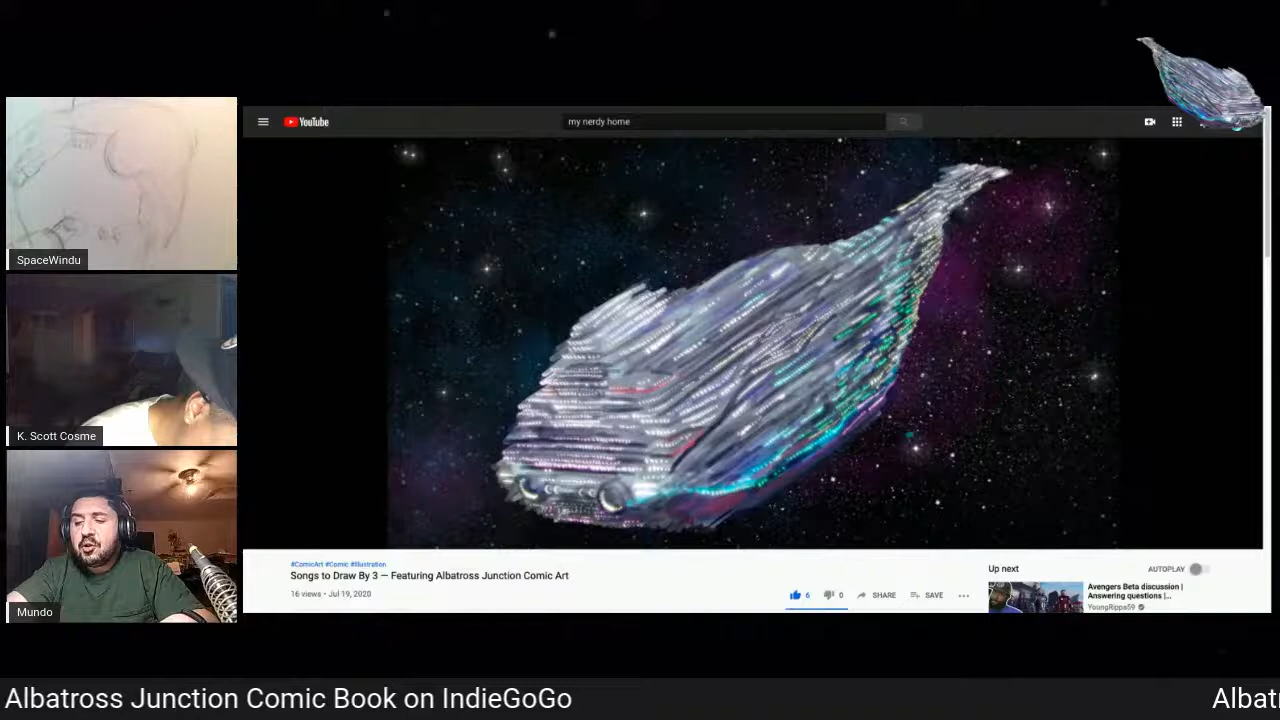 YouTube
my nerdy home
SpaceWindu
K. Scott Cosme
Mundo
#ComicArt #Comic #Illustration
Songs to Draw By 3 — Featuring Albatross Junction Comic Art
16 views • Jul 19, 2020
6
0
SHARE
SAVE
Up next
AUTOPLAY
Avengers Beta discussion |
Answering questions |...
YoungRippa59
Albatross Junction Comic Book on IndieGoGo
Albat